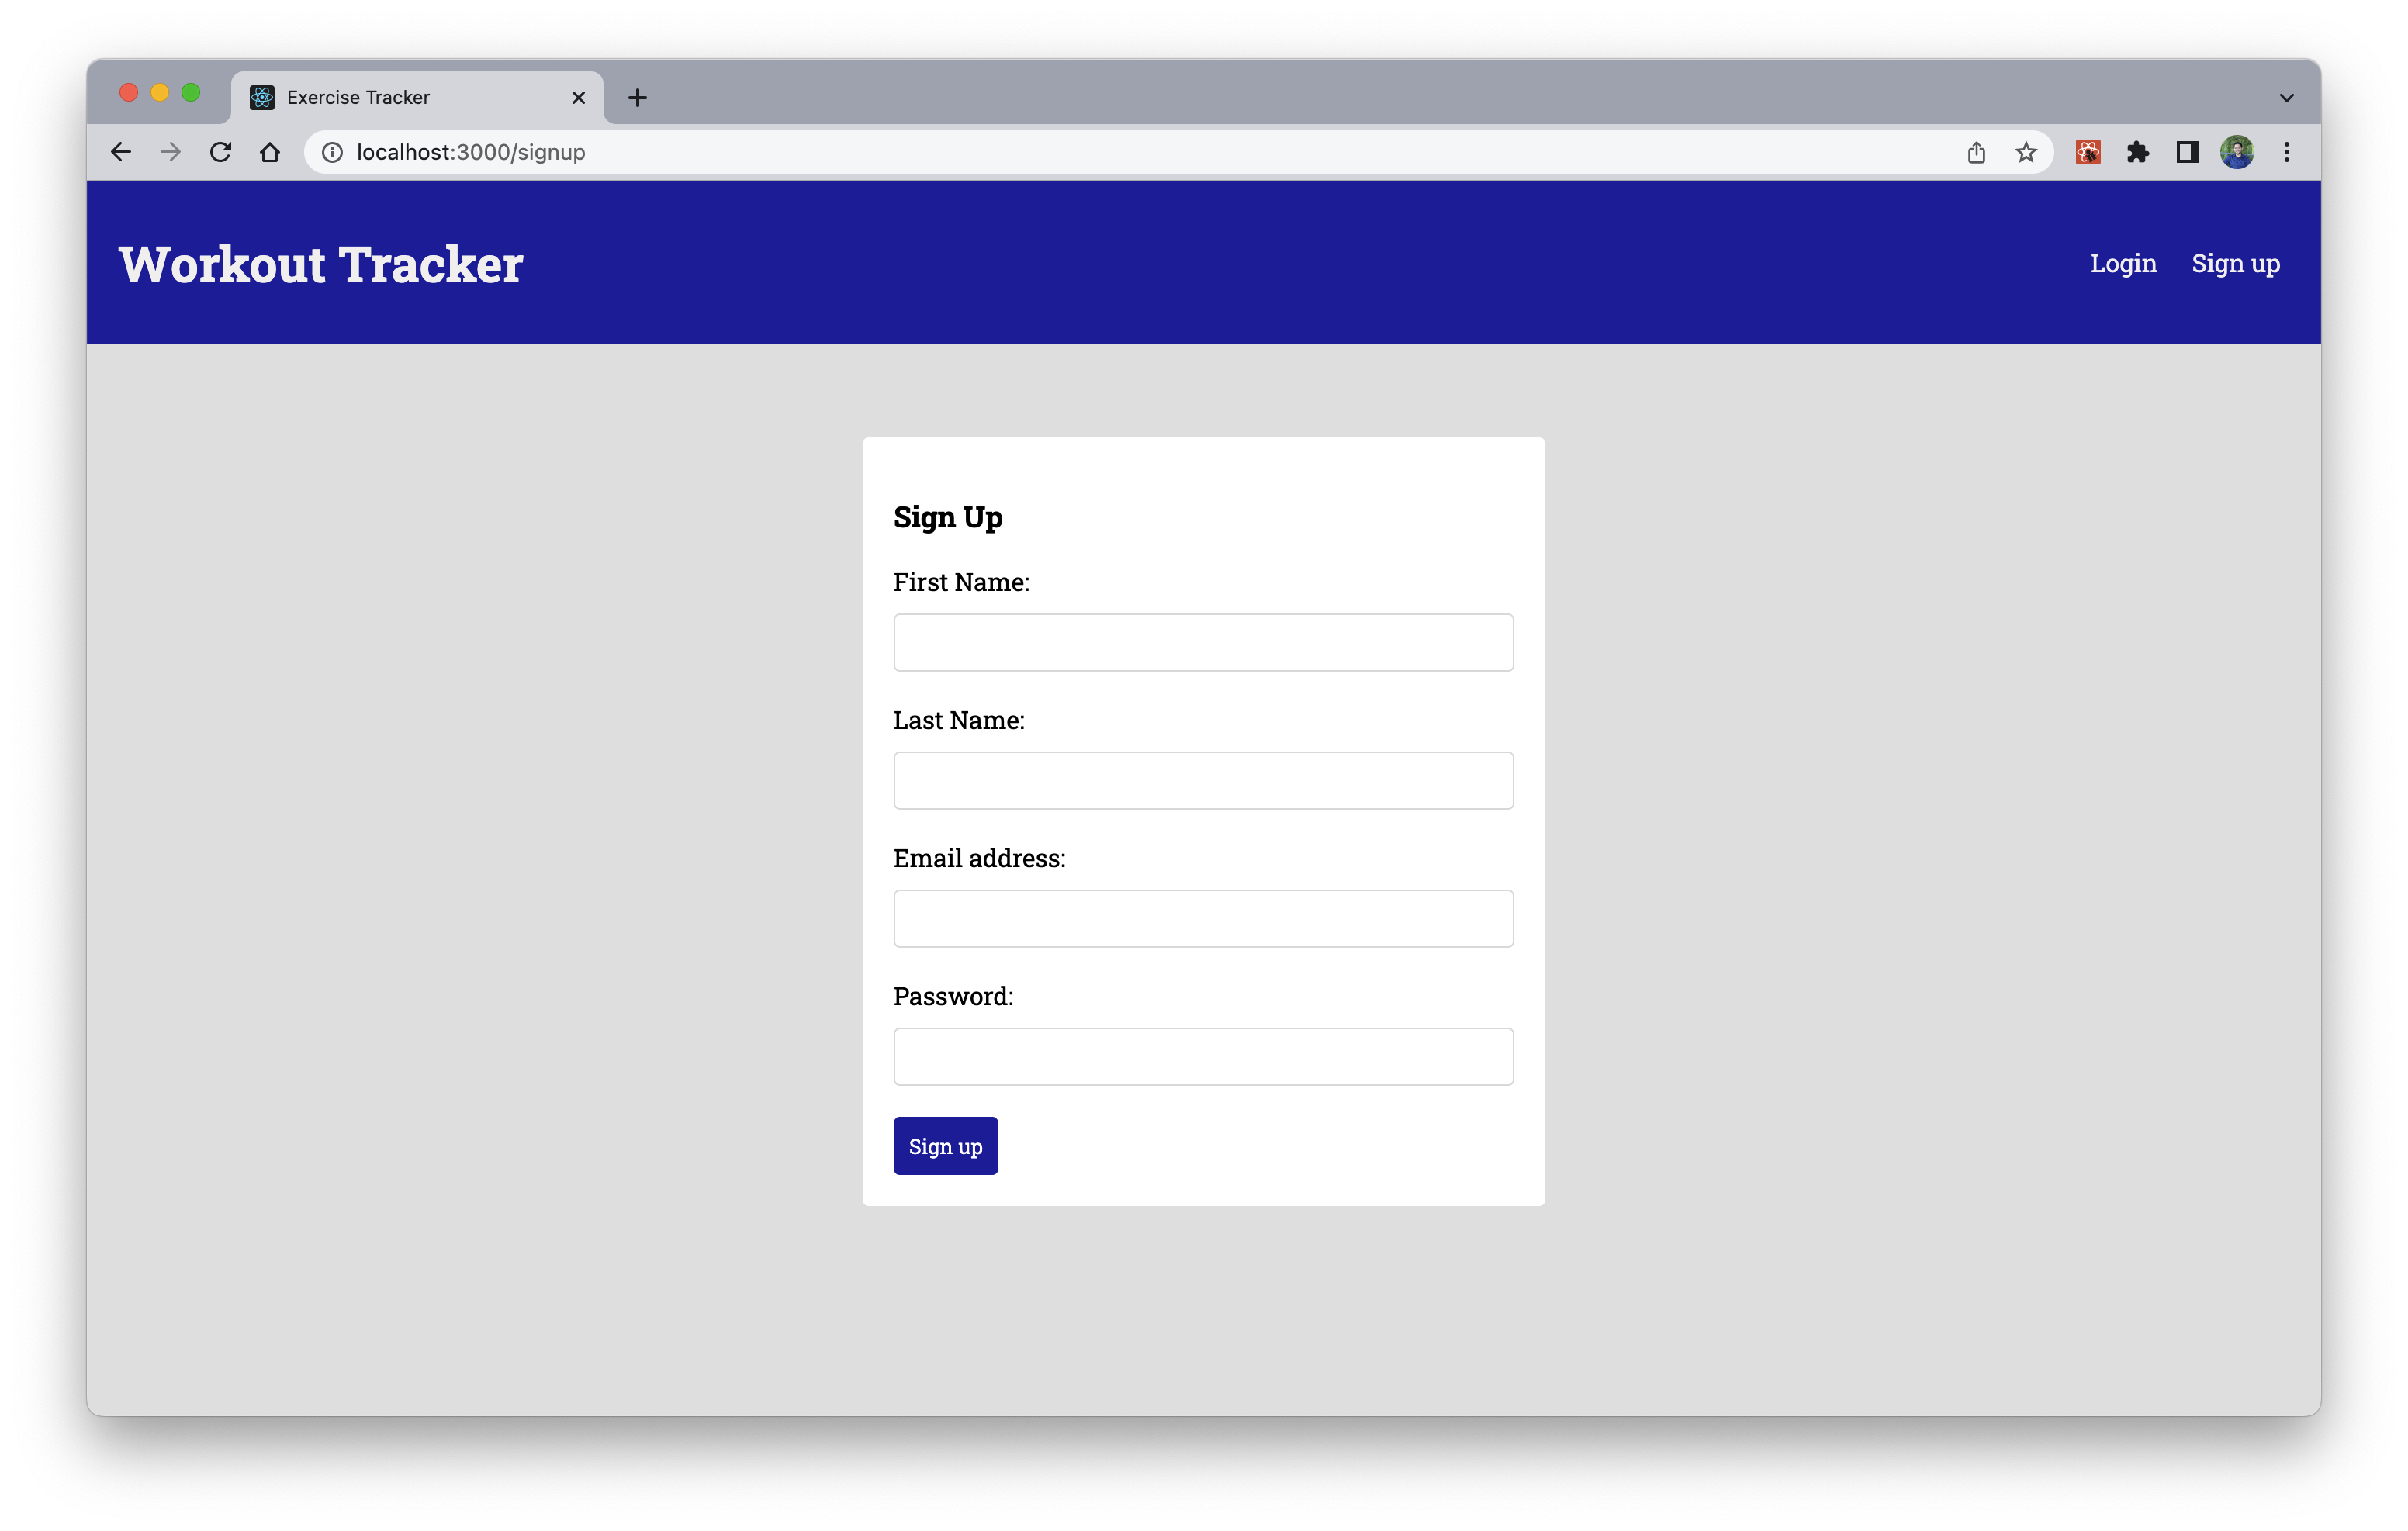 Exercise Tracker
localhost:3000/signup
Workout Tracker
Login Sign up
Sign Up
First Name:
Last Name:
Email address:
Password:
Sign up